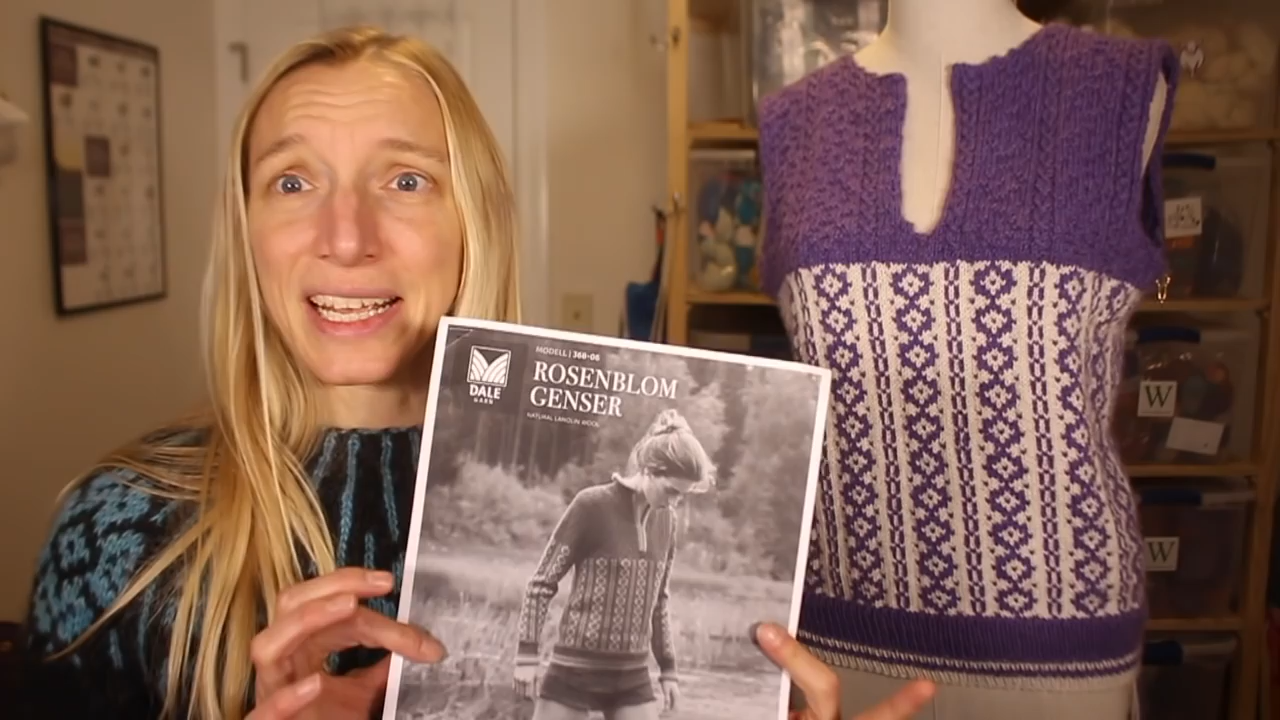 MODELL | 368-06
ROSENBLOM
GENSER
NATURAL LANOLIN WOOL
DALE
GARN
W
W